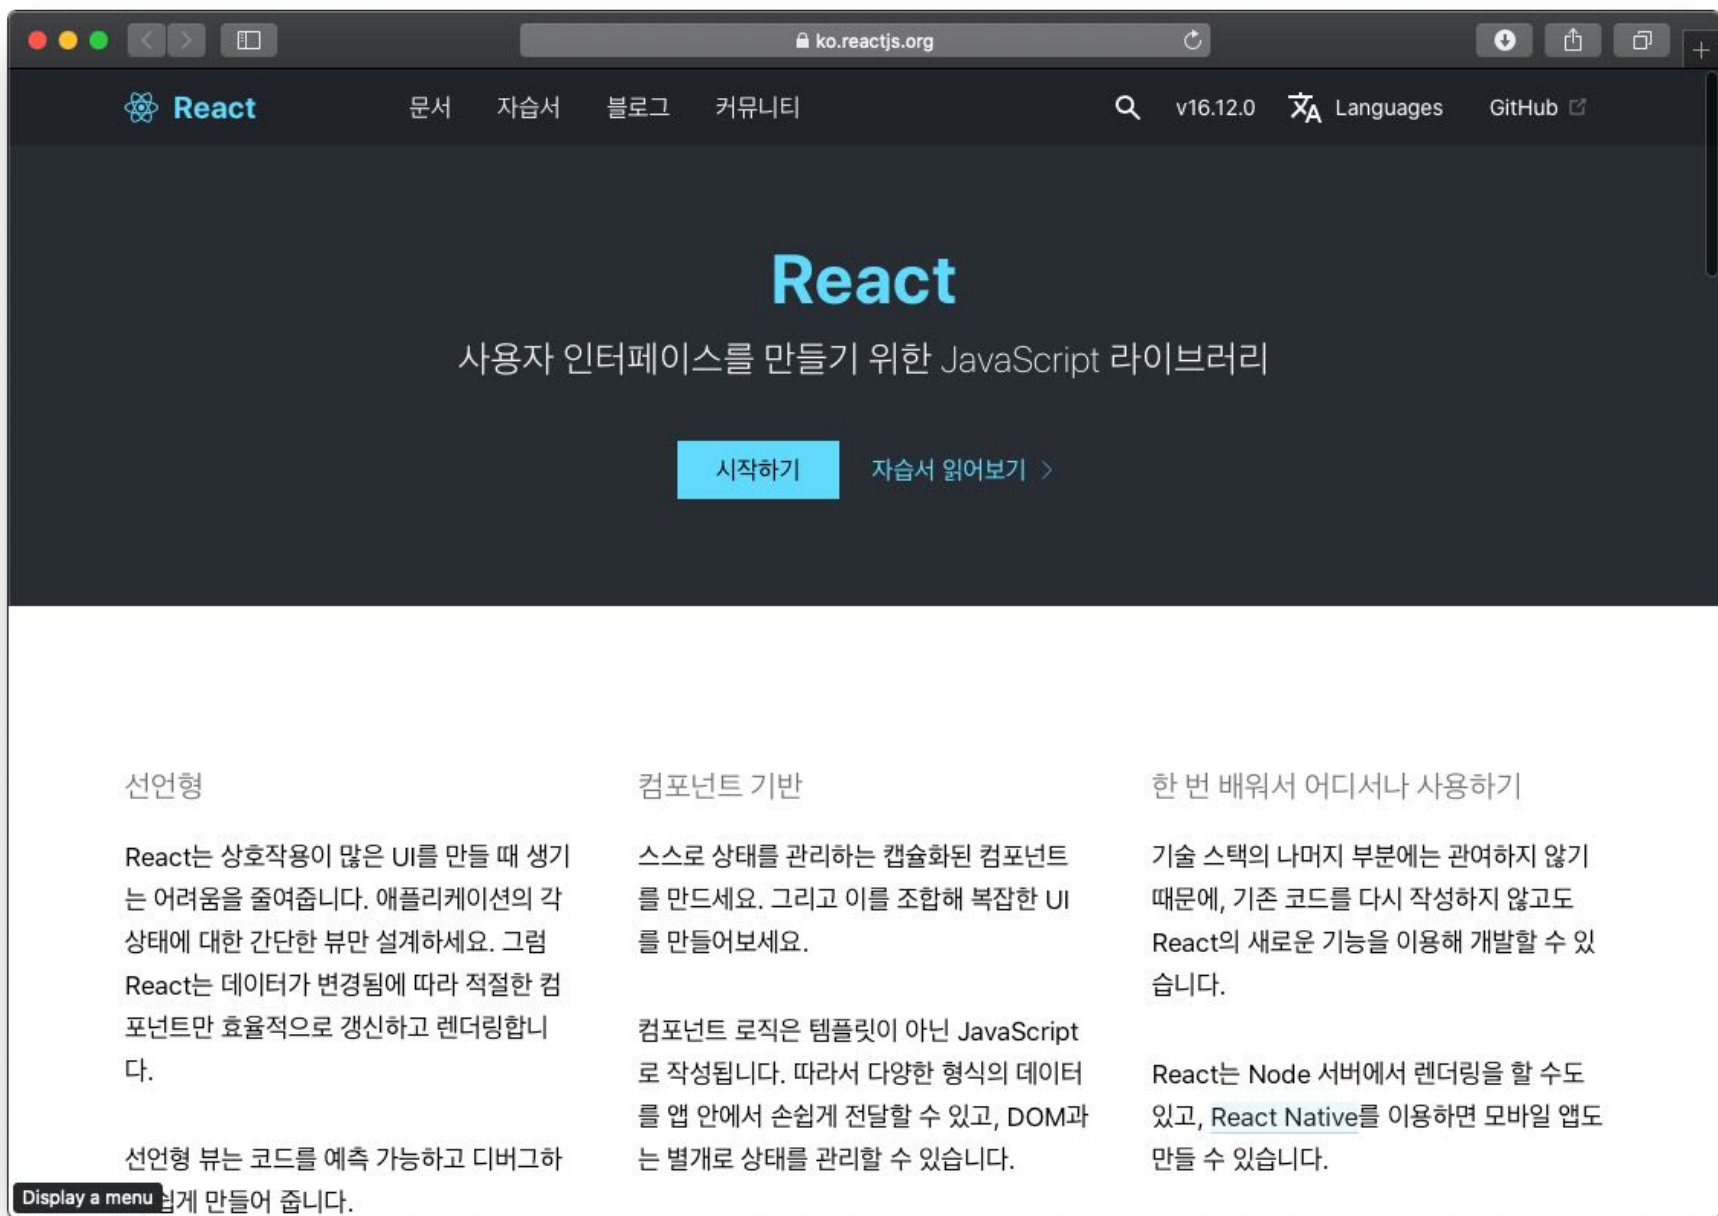 ko.reactjs.org
React
문서
자습서
블로그
커뮤니티
v16.12.0
Languages
GitHub
React
사용자 인터페이스를 만들기 위한 JavaScript 라이브러리
시작하기
자습서 읽어보기
선언형
React는 상호작용이 많은 UI를 만들 때 생기
는 어려움을 줄여줍니다. 애플리케이션의 각
상태에 대한 간단한 뷰만 설계하세요. 그럼
React는 데이터가 변경됨에 따라 적절한 컴
포넌트만 효율적으로 갱신하고 렌더링합니
다.
선언형 뷰는 코드를 예측 가능하고 디버그하
쉽게 만들어 줍니다.
컴포넌트 기반
스스로 상태를 관리하는 캡슐화된 컴포넌트
를 만드세요. 그리고 이를 조합해 복잡한 UI
를 만들어보세요.
컴포넌트 로직은 템플릿이 아닌 JavaScript
로 작성됩니다. 따라서 다양한 형식의 데이터
를 앱 안에서 손쉽게 전달할 수 있고, DOM과
는 별개로 상태를 관리할 수 있습니다.
한 번 배워서 어디서나 사용하기
기술 스택의 나머지 부분에는 관여하지 않기
때문에, 기존 코드를 다시 작성하지 않고도
React의 새로운 기능을 이용해 개발할 수 있
습니다.
React는 Node 서버에서 렌더링을 할 수도
있고, React Native를 이용하면 모바일 앱도
만들 수 있습니다.
Display a menu